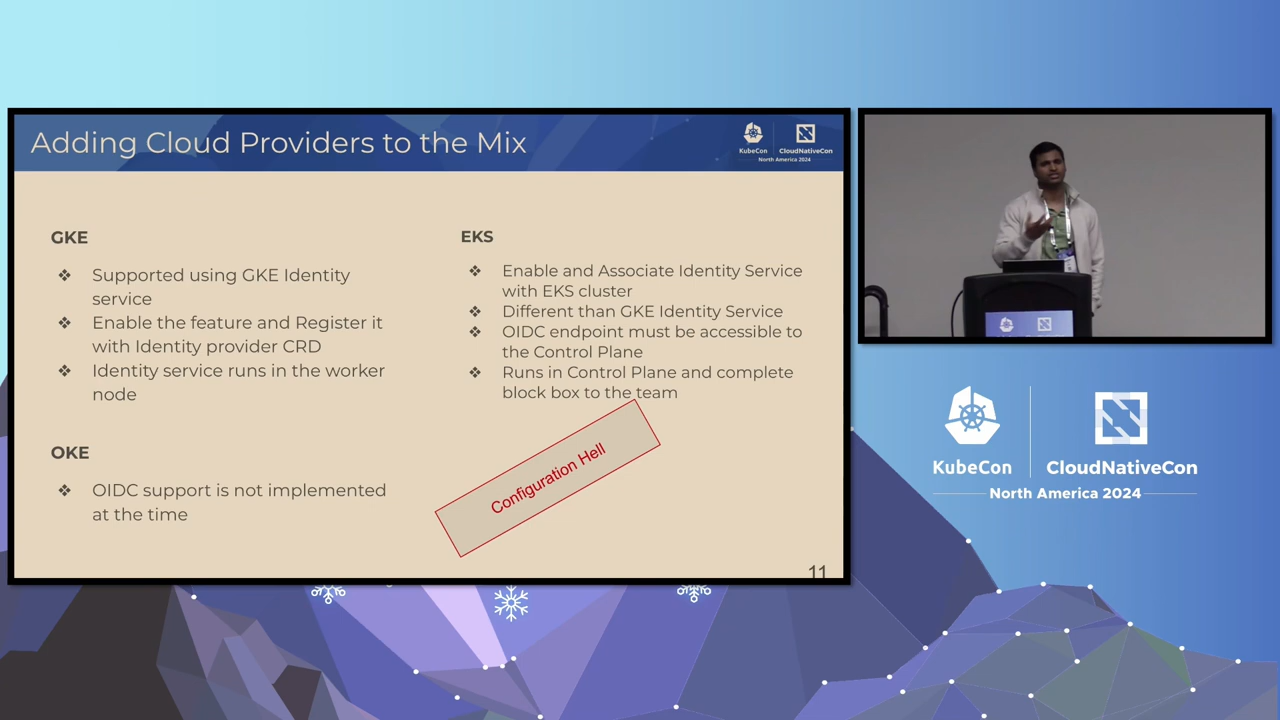 Adding Cloud Providers to the Mix
KubeCon
CloudNativeCon
North America 2024
GKE
❖ Supported using GKE Identity
service
❖ Enable the feature and Register it
with Identity provider CRD
❖ Identity service runs in the worker
node
OKE
❖ OIDC support is not implemented
at the time
EKS
❖ Enable and Associate Identity Service
with EKS cluster
❖ Different than GKE Identity Service
❖ OIDC endpoint must be accessible to
the Control Plane
❖ Runs in Control Plane and complete
block box to the team
Configuration Hell
11
KubeCon
CloudNativeCon
North America 2024